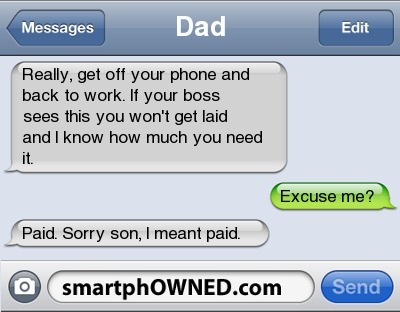 Messages
Dad
Edit
Really, get off your phone and
back to work. If your boss
sees this you won't get laid
and I know how much you need
it.
Excuse me?
Paid. Sorry son, I meant paid.
smartphOWNED.com
Send